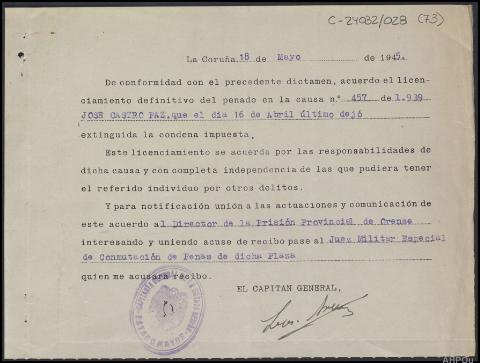 C-24082/028 (73)
La Coruña, 18 de Mayo de 1945.
De conformidad con el precedente dictamen, acuerdo el licen-
ciamiento definitivo del penado en la causa n.º 457 de 1.939
JOSE CASTRO PAZ, que el dia 16 de Abril último dejó
extinguida la condena impuesta.
Este licenciamiento se acuerda por las responsabilidades de
dicha causa y con completa independencia de las que pudiera tener
el referido individuo por otros delitos.
Y para notificación unión a las actuaciones y comunicación de
este acuerdo al Director de la Prisión Provincial de Orense
interesando y uniendo acuse de recibo pase al Juez Militar Especial
de Conmutación de Penas de dicha Plaza
quien me acusará recibo.
EL CAPITAN GENERAL,
ESTADO MAYOR
AHPOu